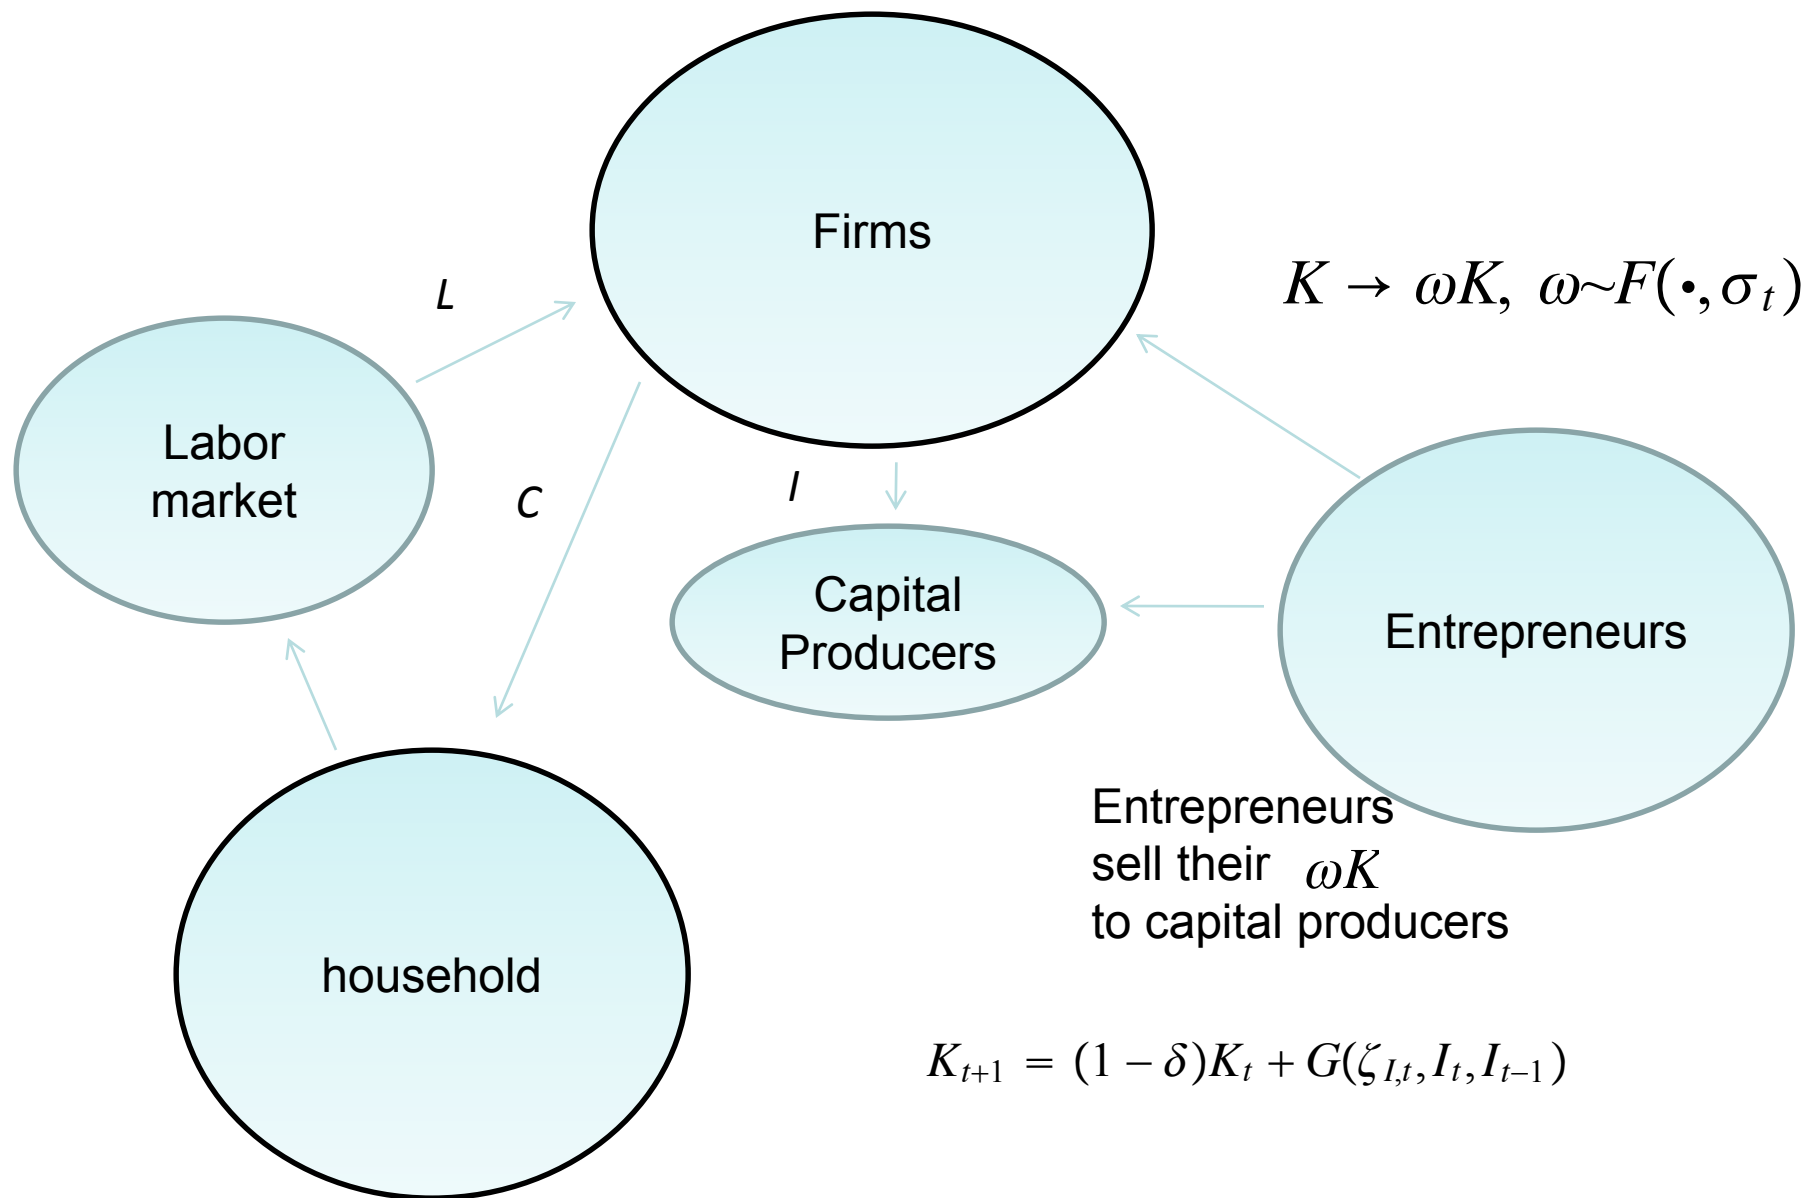 Firms
K → ωK, ω~F(•,σ_t)
L
Labor
market
C
I
Capital
Producers
Entrepreneurs
Entrepreneurs
sell their ωK
to capital producers
household
K_{t+1} = (1 − δ)K_t + G(ζ_{I,t}, I_t, I_{t−1})